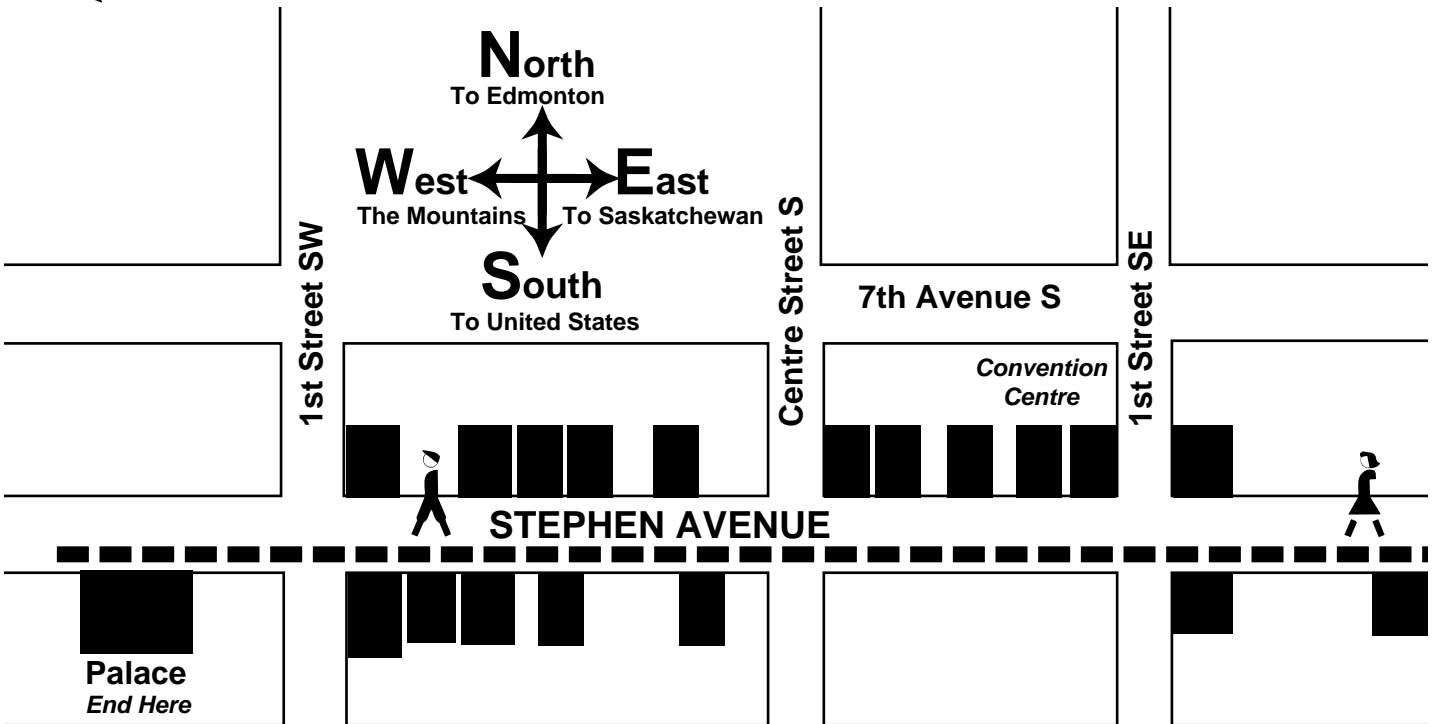 North
To Edmonton
West
East
The Mountains
To Saskatchewan
South
To United States
1st Street SW
Centre Street S
7th Avenue S
1st Street SE
Convention
Centre
STEPHEN AVENUE
Palace
End Here